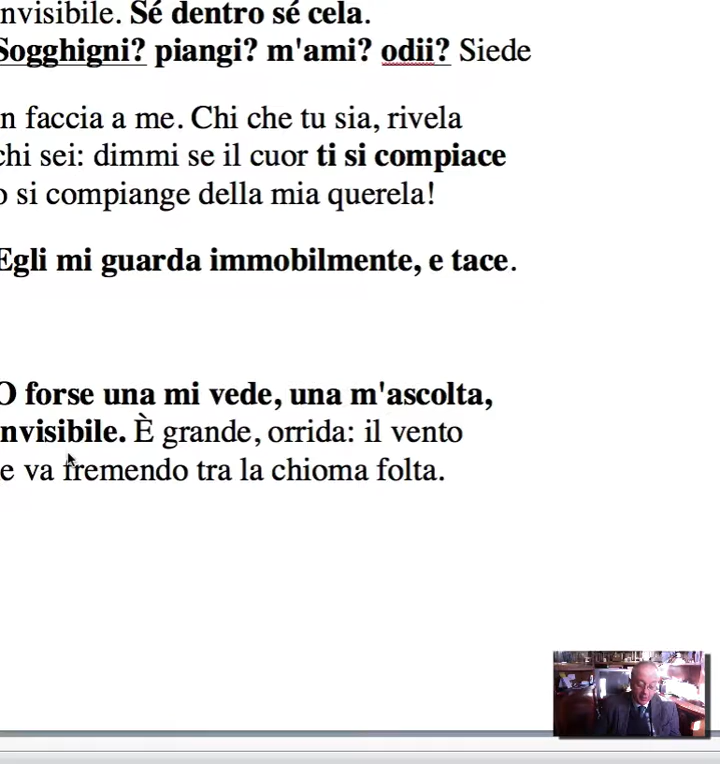 nvisibile. Sé dentro sé cela.
Sogghigni? piangi? m'ami? odii? Siede
n faccia a me. Chi che tu sia, rivela
chi sei: dimmi se il cuor ti si compiace
o si compiange della mia querela!
Egli mi guarda immobilmente, e tace.
O forse una mi vede, una m'ascolta,
nvisibile. È grande, orrida: il vento
e va fremendo tra la chioma folta.